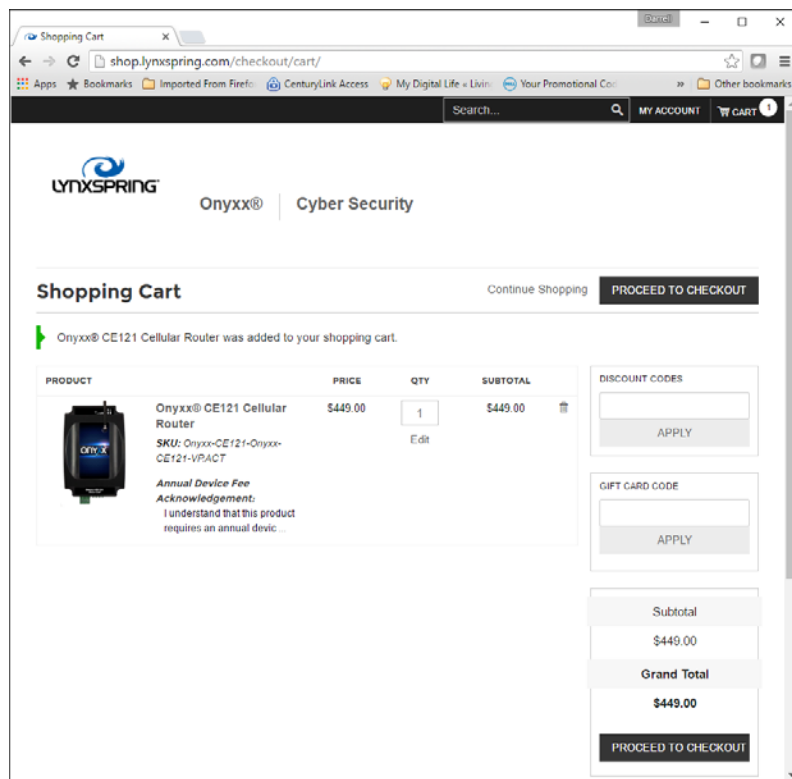 Darrell
Shopping Cart
shop.lynxspring.com/checkout/cart/
Apps Bookmarks Imported From Firefo CenturyLink Access My Digital Life « Livin Your Promotional Cod » Other bookmarks
Search... MY ACCOUNT CART 1
LYNXSPRING
Onyxx® Cyber Security
Shopping Cart Continue Shopping PROCEED TO CHECKOUT
Onyxx® CE121 Cellular Router was added to your shopping cart.
PRODUCT PRICE QTY SUBTOTAL
Onyxx® CE121 Cellular Router $449.00 1 $449.00
Edit
SKU: Onyxx-CE121-Onyxx-
CE121-VP.ACT
Annual Device Fee
Acknowledgement:
I understand that this product
requires an annual devic...
DISCOUNT CODES
APPLY
GIFT CARD CODE
APPLY
Subtotal
$449.00
Grand Total
$449.00
PROCEED TO CHECKOUT